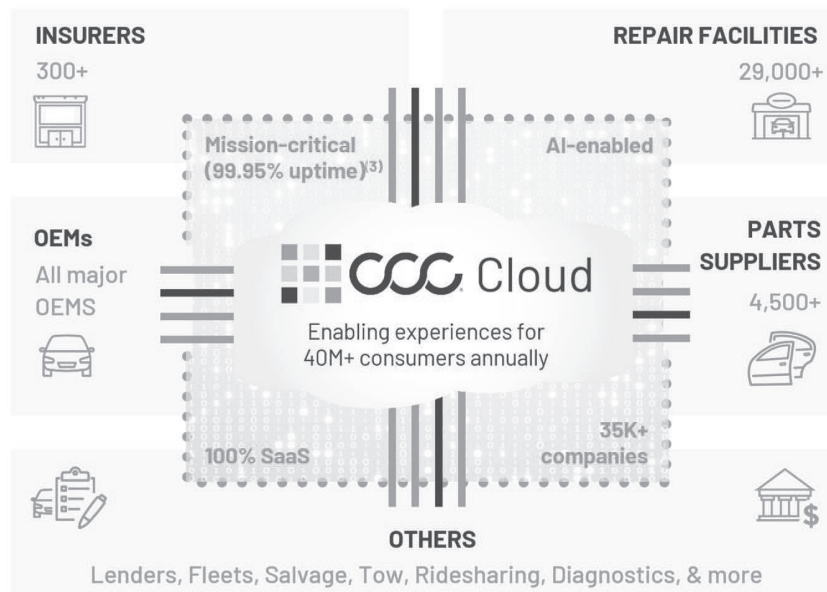 INSURERS
300+
REPAIR FACILITIES
29,000+
Mission-critical
(99.95% uptime)(3)
AI-enabled
OEMs
All major
OEMS
PARTS
SUPPLIERS
4,500+
CCC Cloud
Enabling experiences for
40M+ consumers annually
100% SaaS
35K+
companies
OTHERS
Lenders, Fleets, Salvage, Tow, Ridesharing, Diagnostics, & more
$